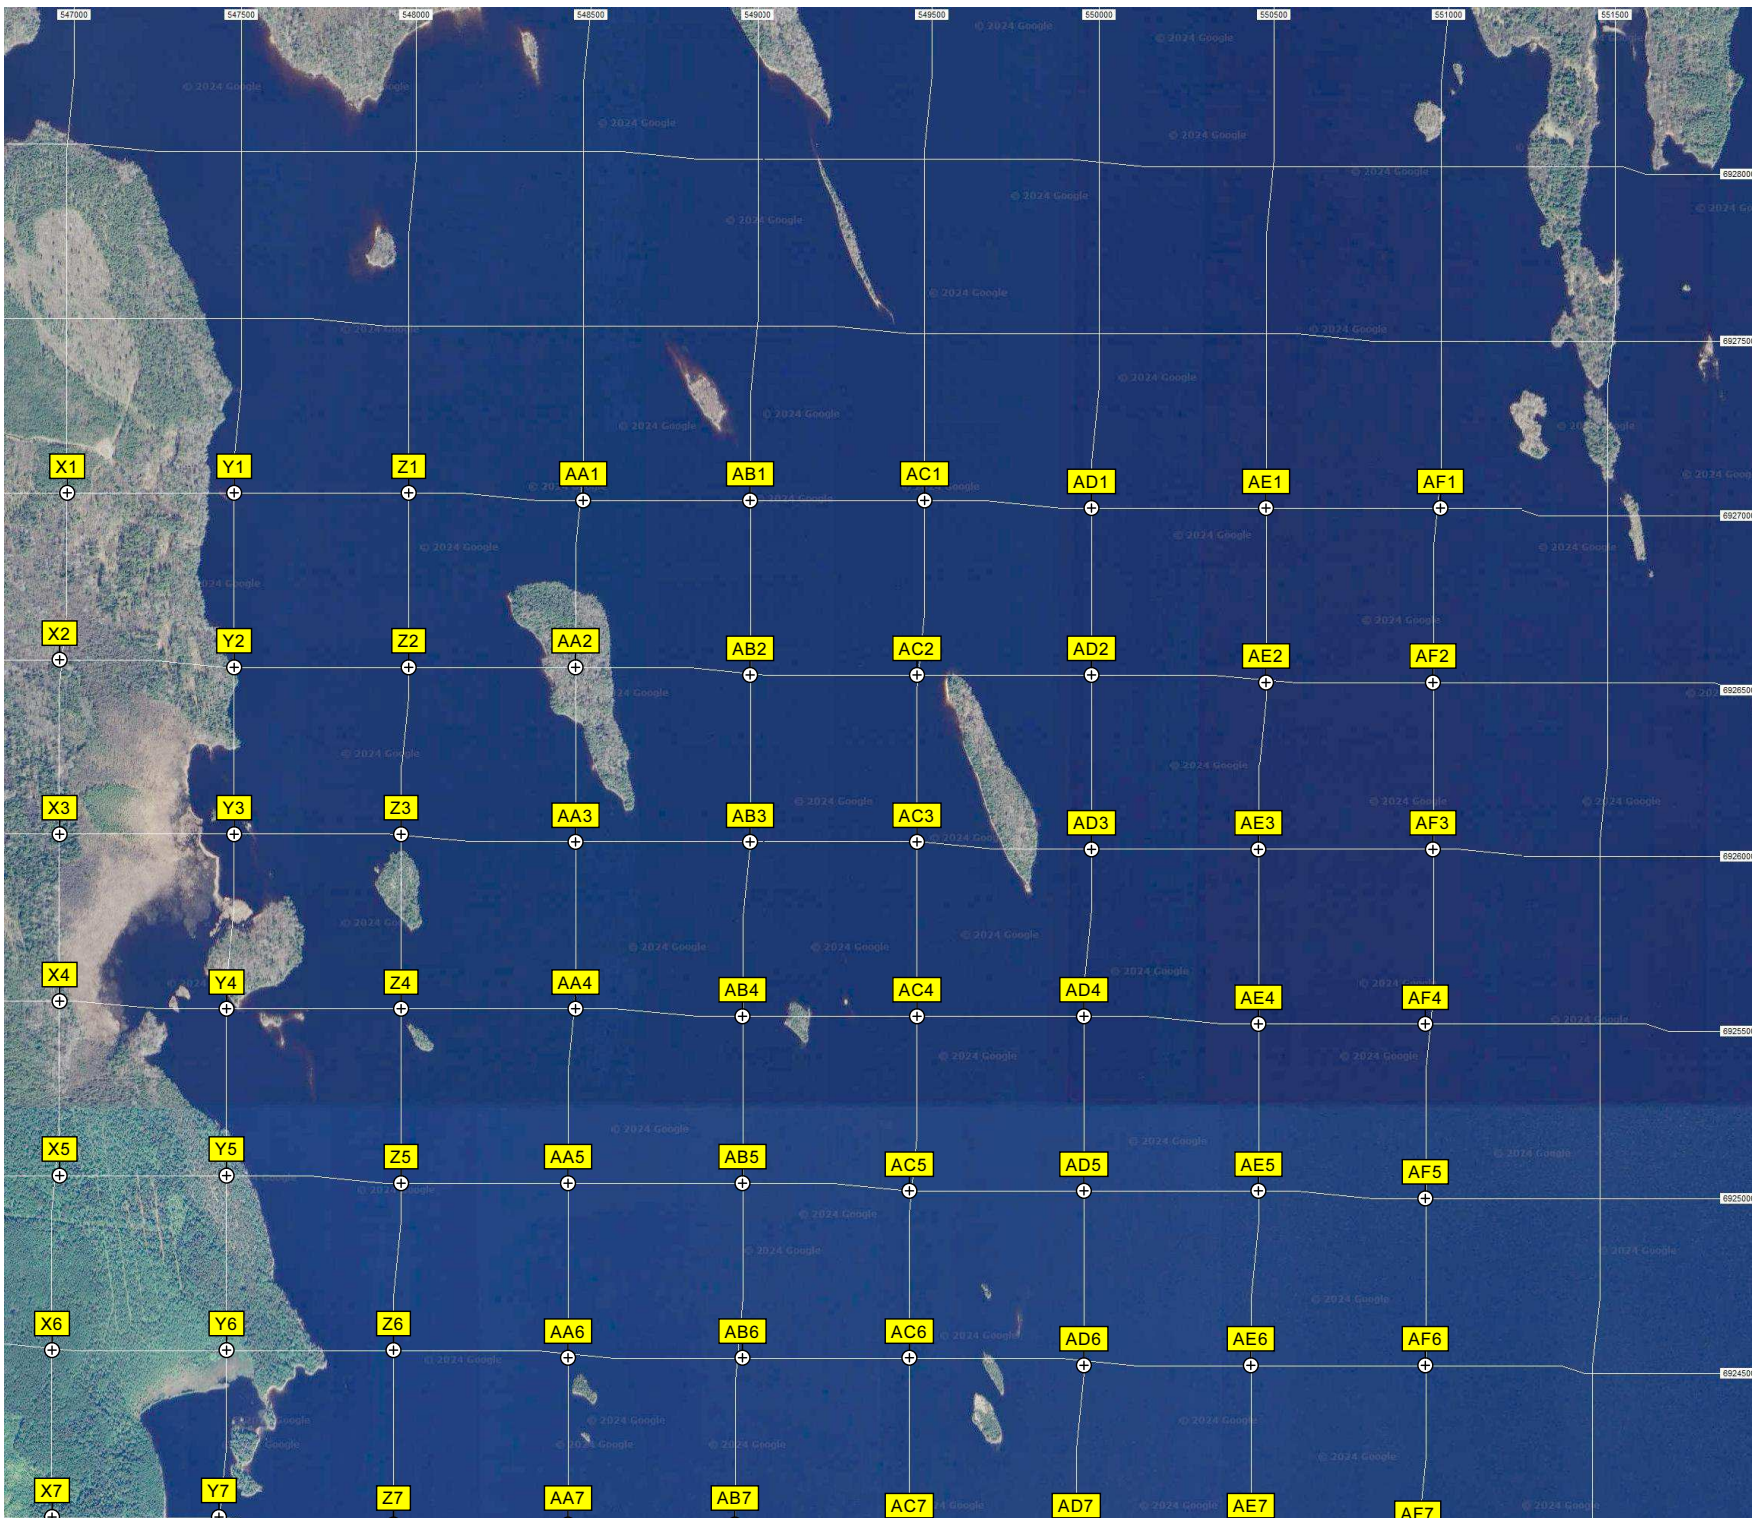 547000 547500 548000 548500 549000 549500 550000 550500 551000 551500
© 2024 Google
6928000
6927500
X1 Y1 Z1 AA1 AB1 AC1 AD1 AE1 AF1
6927000
X2 Y2 Z2 AA2 AB2 AC2 AD2 AE2 AF2
6926500
X3 Y3 Z3 AA3 AB3 AC3 AD3 AE3 AF3
6926000
X4 Y4 Z4 AA4 AB4 AC4 AD4 AE4 AF4
6925500
X5 Y5 Z5 AA5 AB5 AC5 AD5 AE5 AF5
6925000
X6 Y6 Z6 AA6 AB6 AC6 AD6 AE6 AF6
6924500
X7 Y7 Z7 AA7 AB7 AC7 AD7 AE7 AF7